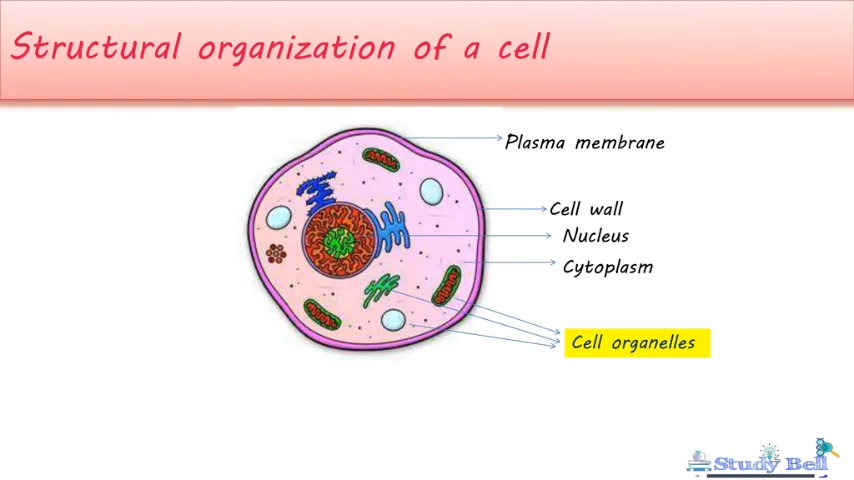 Structural organization of a cell
Plasma membrane
Cell wall
Nucleus
Cytoplasm
Cell organelles
Study Bell